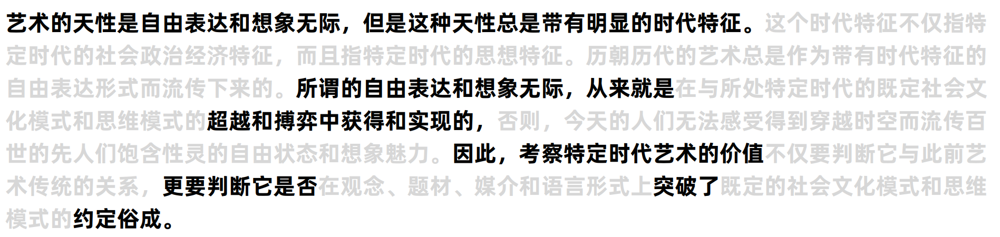 艺术的天性是自由表达和想象无际，但是这种天性总是带有明显的时代特征。这个时代特征不仅指特
定时代的社会政治经济特征，而且指特定时代的思想特征。历朝历代的艺术总是作为带有时代特征的
自由表达形式而流传下来的。所谓的自由表达和想象无际，从来就是在与所处特定时代的既定社会文
化模式和思维模式的超越和搏弈中获得和实现的，否则，今天的人们无法感受得到穿越时空而流传百
世的先人们饱含性灵的自由状态和想象魅力。因此，考察特定时代艺术的价值不仅要判断它与此前艺
术传统的关系，更要判断它是否在观念、题材、媒介和语言形式上突破了既定的社会文化模式和思维
模式的约定俗成。